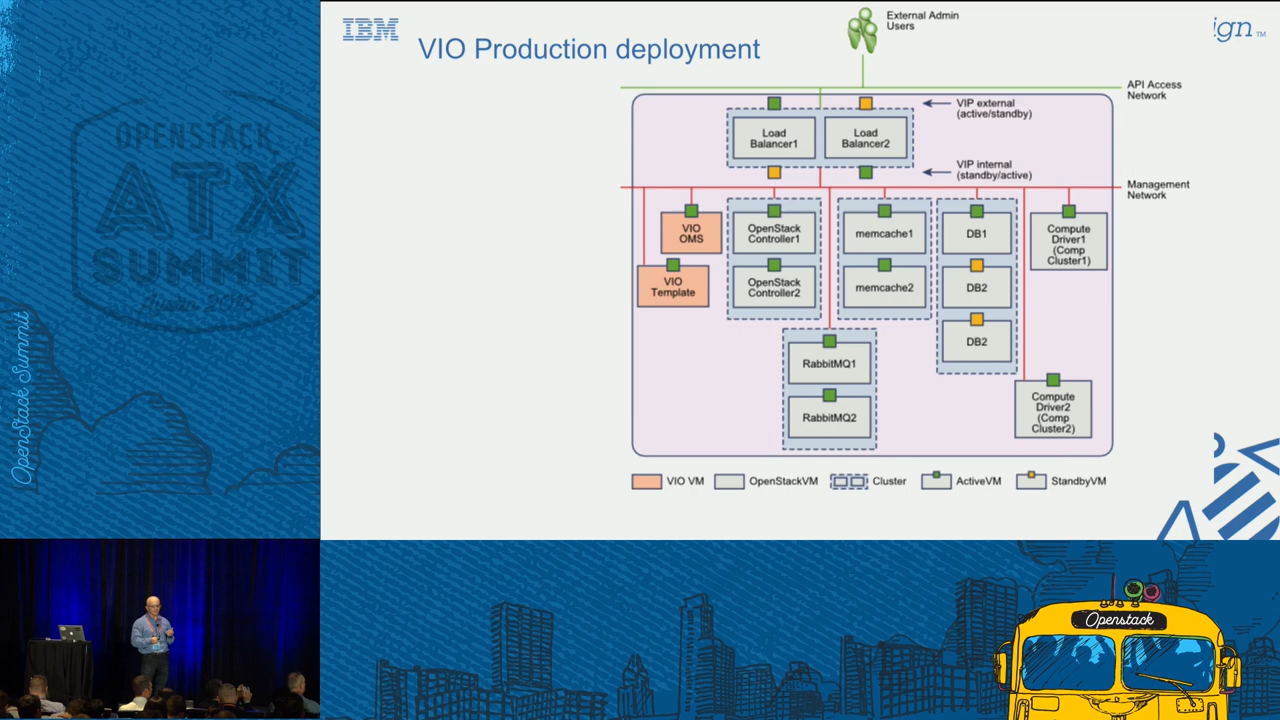 IBM
VIO Production deployment
External Admin
Users
ign™
API Access
Network
VIP external
(active/standby)
Load
Balancer1
Load
Balancer2
VIP internal
(standby/active)
Management
Network
VIO
OMS
OpenStack
Controller1
memcache1
DB1
Compute
Driver1
(Comp
Cluster1)
VIO
Template
OpenStack
Controller2
memcache2
DB2
DB2
RabbitMQ1
RabbitMQ2
Compute
Driver2
(Comp
Cluster2)
VIO VM
OpenStackVM
Cluster
ActiveVM
StandbyVM
OPENSTACK
ATX
SUMMIT
OpenStack Summit
Openstack